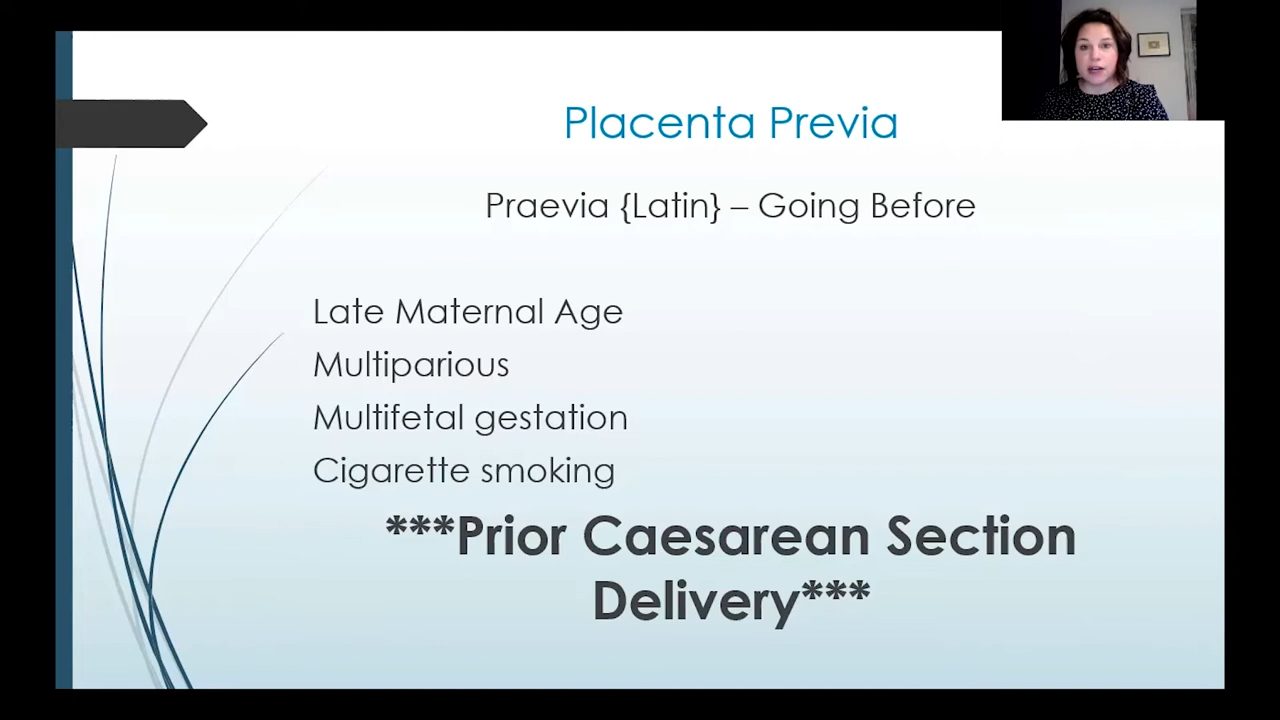 Placenta Previa
Praevia {Latin} – Going Before
Late Maternal Age
Multiparious
Multifetal gestation
Cigarette smoking
***Prior Caesarean Section
Delivery***